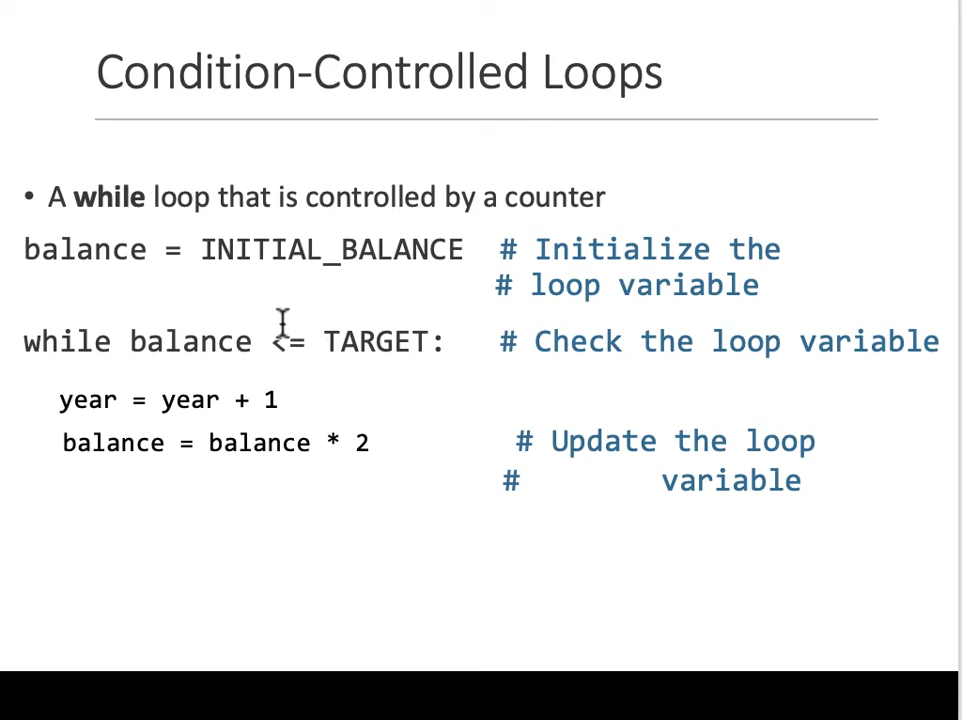 Condition-Controlled Loops
• A while loop that is controlled by a counter
balance = INITIAL_BALANCE # Initialize the
# loop variable
while balance <= TARGET: # Check the loop variable
year = year + 1
balance = balance * 2 # Update the loop
# variable